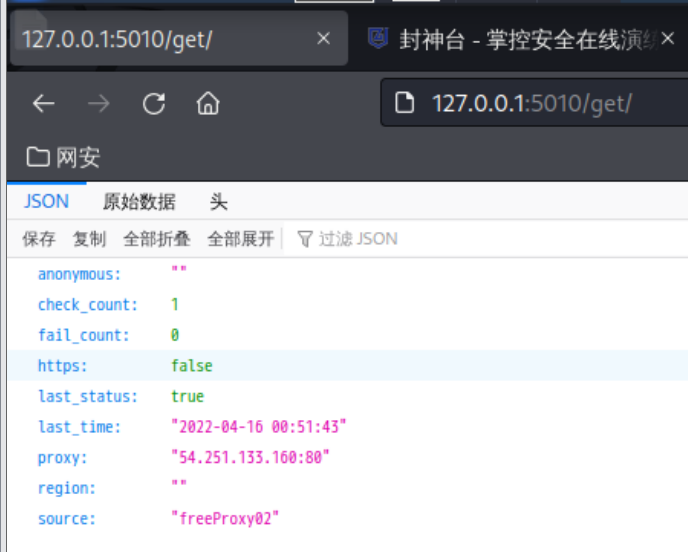 127.0.0.1:5010/get/
封神台 - 掌控安全在线演
127.0.0.1:5010/get/
网安
JSON 原始数据 头
保存 复制 全部折叠 全部展开 过滤 JSON
anonymous: ""
check_count: 1
fail_count: 0
https: false
last_status: true
last_time: "2022-04-16 00:51:43"
proxy: "54.251.133.160:80"
region: ""
source: "freeProxy02"